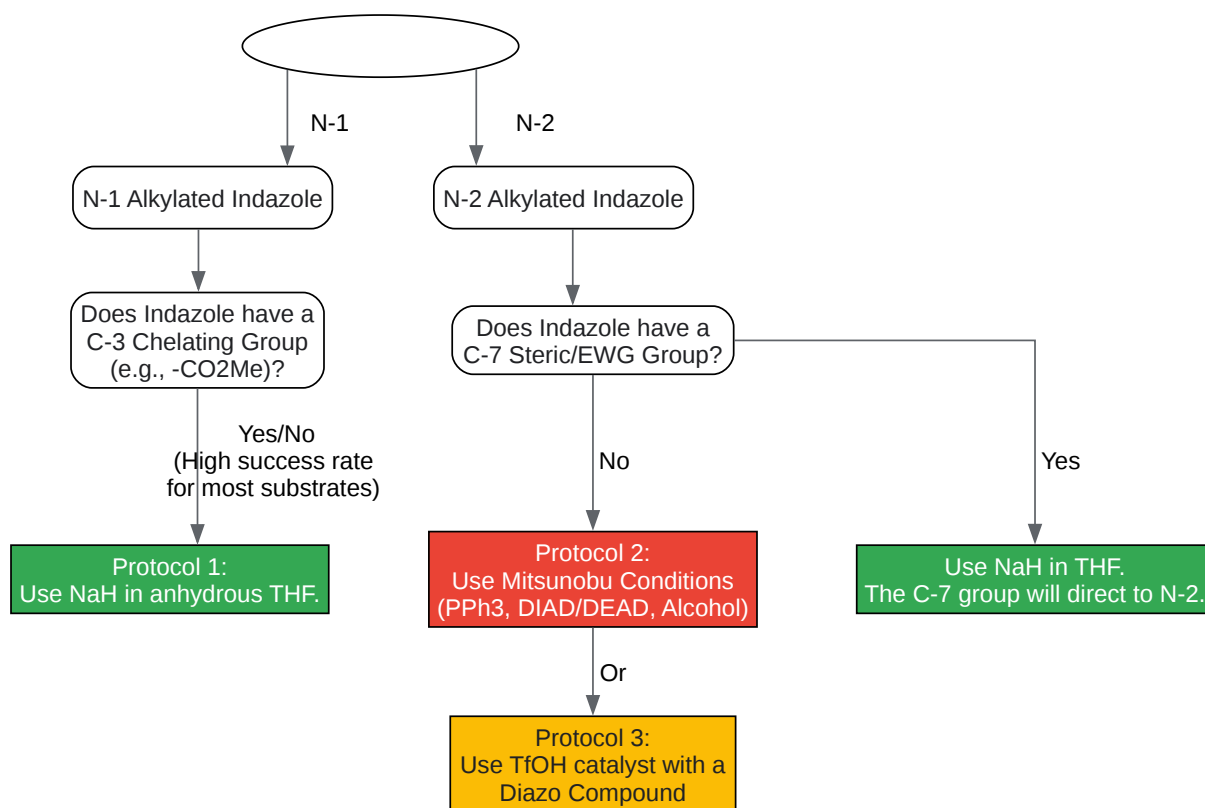 N-1
N-2
N-1 Alkylated Indazole
N-2 Alkylated Indazole
Does Indazole have a
C-3 Chelating Group
(e.g., -CO2Me)?
Does Indazole have a
C-7 Steric/EWG Group?
Yes/No
(High success rate
for most substrates)
No
Yes
Protocol 1:
Use NaH in anhydrous THF.
Protocol 2:
Use Mitsunobu Conditions
(PPh3, DIAD/DEAD, Alcohol)
Use NaH in THF.
The C-7 group will direct to N-2.
Or
Protocol 3:
Use TfOH catalyst with a
Diazo Compound